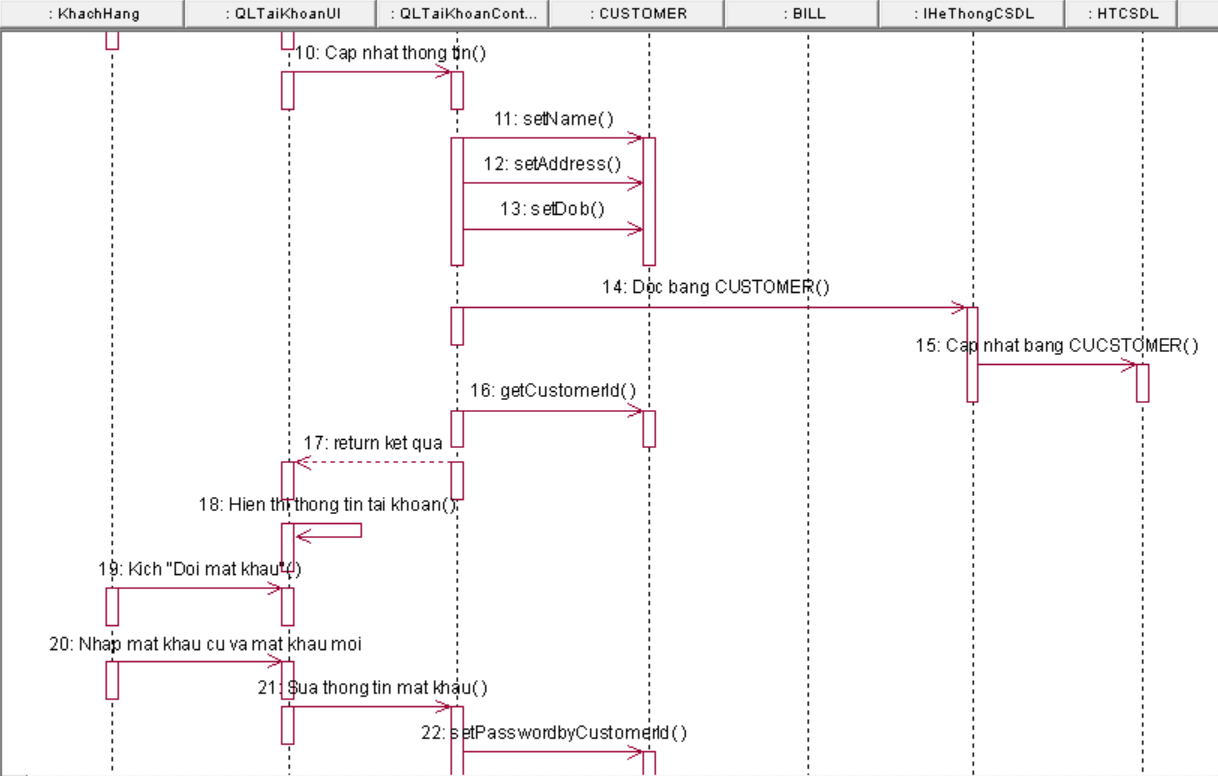 : KhachHang
: QLTaiKhoanUI
: QLTaiKhoanCont...
: CUSTOMER
: BILL
: IHeThongCSDL
: HTCSDL
10: Cap nhat thong tin()
11: setName()
12: setAddress()
13: setDob()
14: Doc bang CUSTOMER()
15: Cap nhat bang CUCSTOMER()
16: getCustomerId()
17: return ket qua
18: Hien thi thong tin tai khoan()
19: Kich "Doi mat khau"()
20: Nhap mat khau cu va mat khau moi
21: Sua thong tin mat khau()
22: setPasswordbyCustomerId()